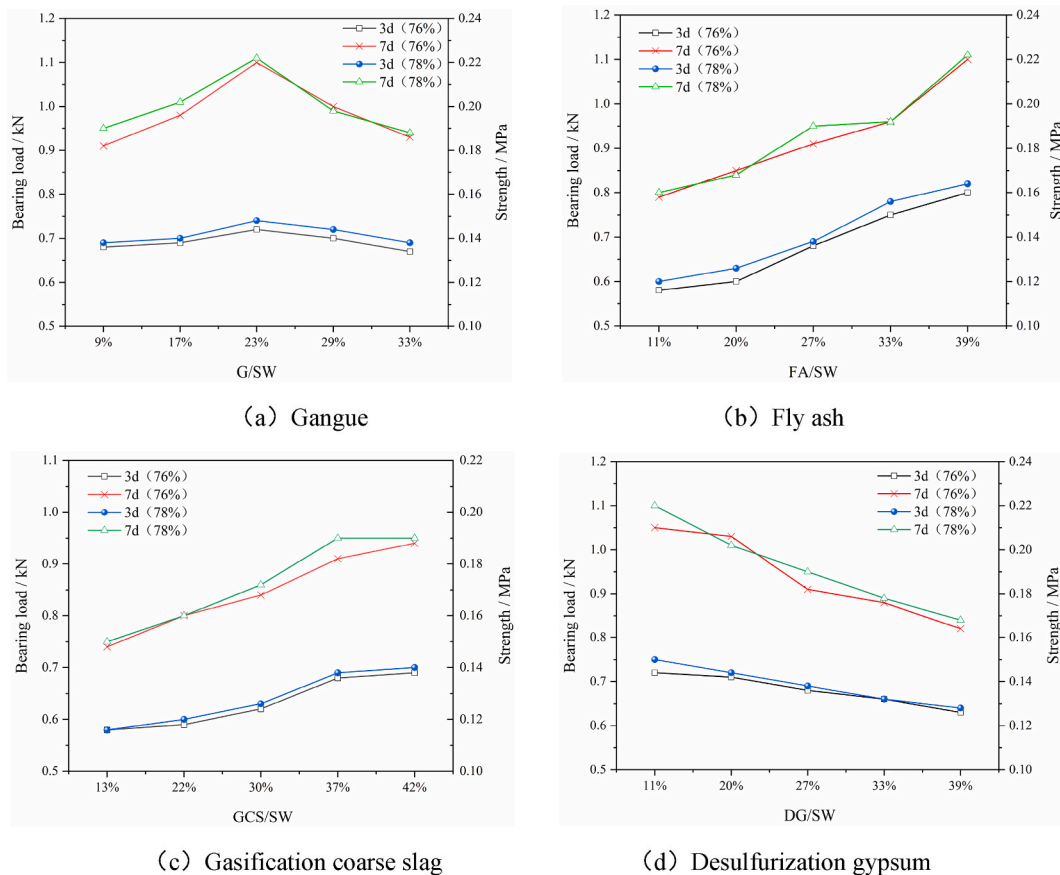 1.2
1.1
1.0
0.9
0.8
0.7
0.6
0.5
Bearing load / kN
3d（76%）
7d（76%）
3d（78%）
7d（78%）
0.24
0.22
0.20
0.18
0.16
0.14
0.12
0.10
Strength / MPa
9% 17% 23% 29% 33%
G/SW
（a）Gangue
1.2
1.1
1.0
0.9
0.8
0.7
0.6
0.5
Bearing load / kN
3d（76%）
7d（76%）
3d（78%）
7d（78%）
0.24
0.22
0.20
0.18
0.16
0.14
0.12
0.10
Strength / MPa
11% 20% 27% 33% 39%
FA/SW
（b）Fly ash
1.1
1.0
0.9
0.8
0.7
0.6
0.5
Bearing load / kN
3d（76%）
7d（76%）
3d（78%）
7d（78%）
0.22
0.20
0.18
0.16
0.14
0.12
0.10
Strength / MPa
13% 22% 30% 37% 42%
GCS/SW
（c）Gasification coarse slag
1.2
1.1
1.0
0.9
0.8
0.7
0.6
0.5
Bearing load / kN
3d（76%）
7d（76%）
3d（78%）
7d（78%）
0.24
0.22
0.20
0.18
0.16
0.14
0.12
0.10
Strength / MPa
11% 20% 27% 33% 39%
DG/SW
（d）Desulfurization gypsum